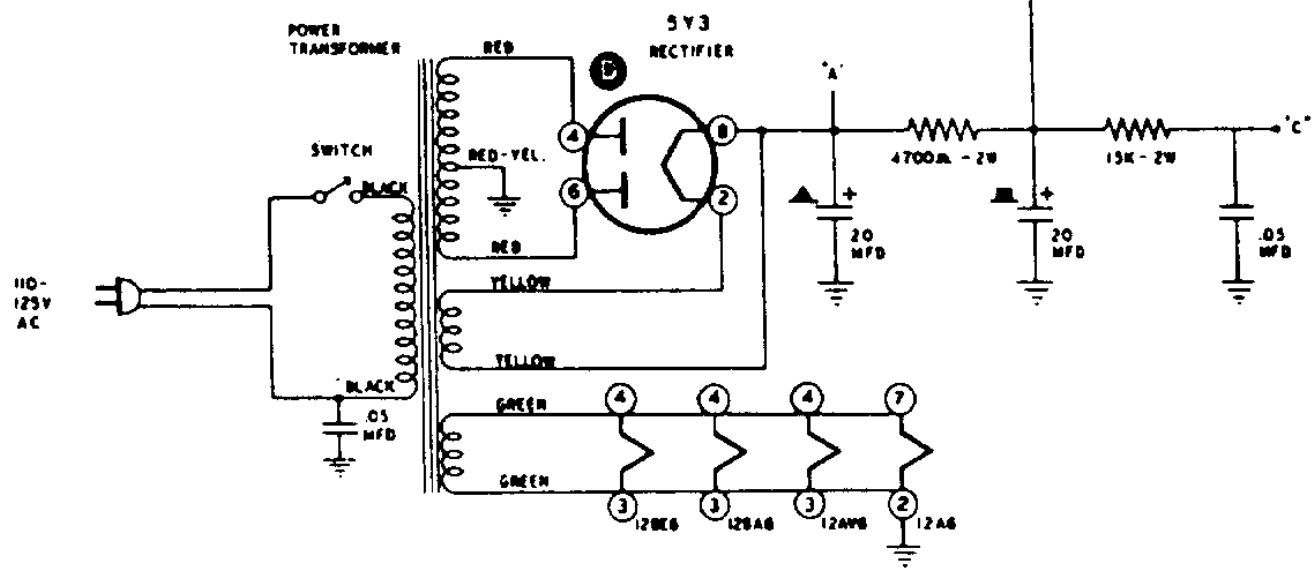 POWER
TRANSFORMER
5Y3
RECTIFIER
RED
"A"
4
8
SWITCH
RED-YEL.
4700Ω - 2W
15K - 2W
"C"
BLACK
6
2
+
+
20
MFD
20
MFD
.05
MFD
RED
110-
125V
AC
YELLOW
YELLOW
BLACK
.05
MFD
GREEN
4
4
4
7
GREEN
3
12BE6
3
12BA6
3
12AV6
2
12A6